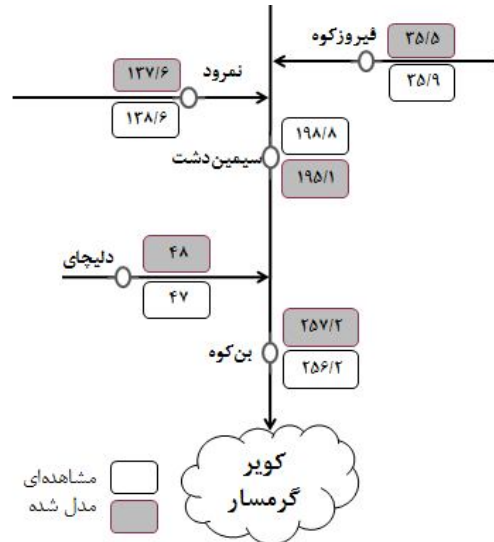 فیروزکوه
۳۵/۵
۳۵/۹
نمرود
۱۳۷/۶
۱۳۸/۶
۱۹۸/۸
سیمین‌دشت
۱۹۵/۱
دلیچای
۴۸
۴۷
۲۵۷/۲
بن‌کوه
۲۵۶/۲
کویر
گرمسار
مشاهده‌ای
مدل شده